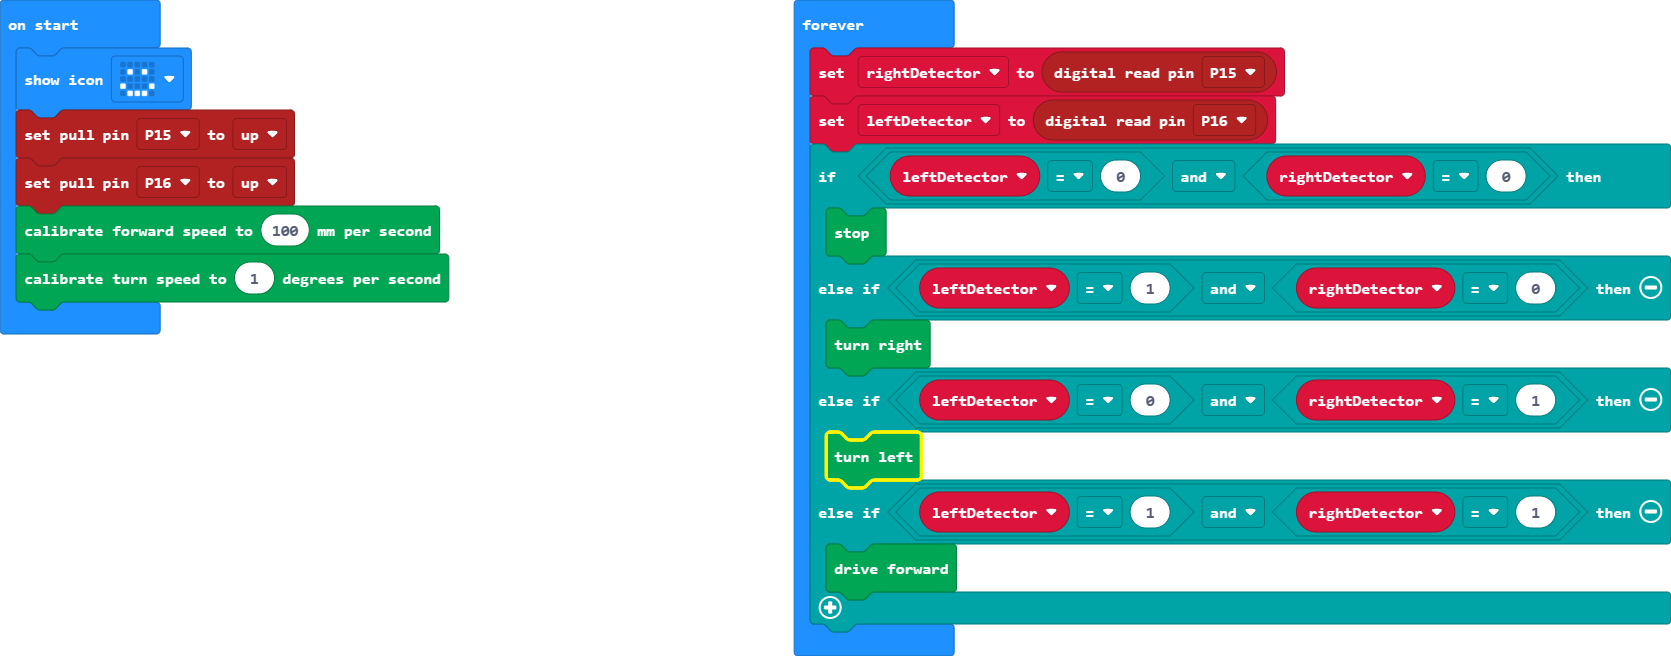 on start
show icon
set pull pin P15 to up
set pull pin P16 to up
calibrate forward speed to 100 mm per second
calibrate turn speed to 1 degrees per second
forever
set rightDetector to digital read pin P15
set leftDetector to digital read pin P16
if leftDetector = 0 and rightDetector = 0 then
stop
else if leftDetector = 1 and rightDetector = 0 then
turn right
else if leftDetector = 0 and rightDetector = 1 then
turn left
else if leftDetector = 1 and rightDetector = 1 then
drive forward